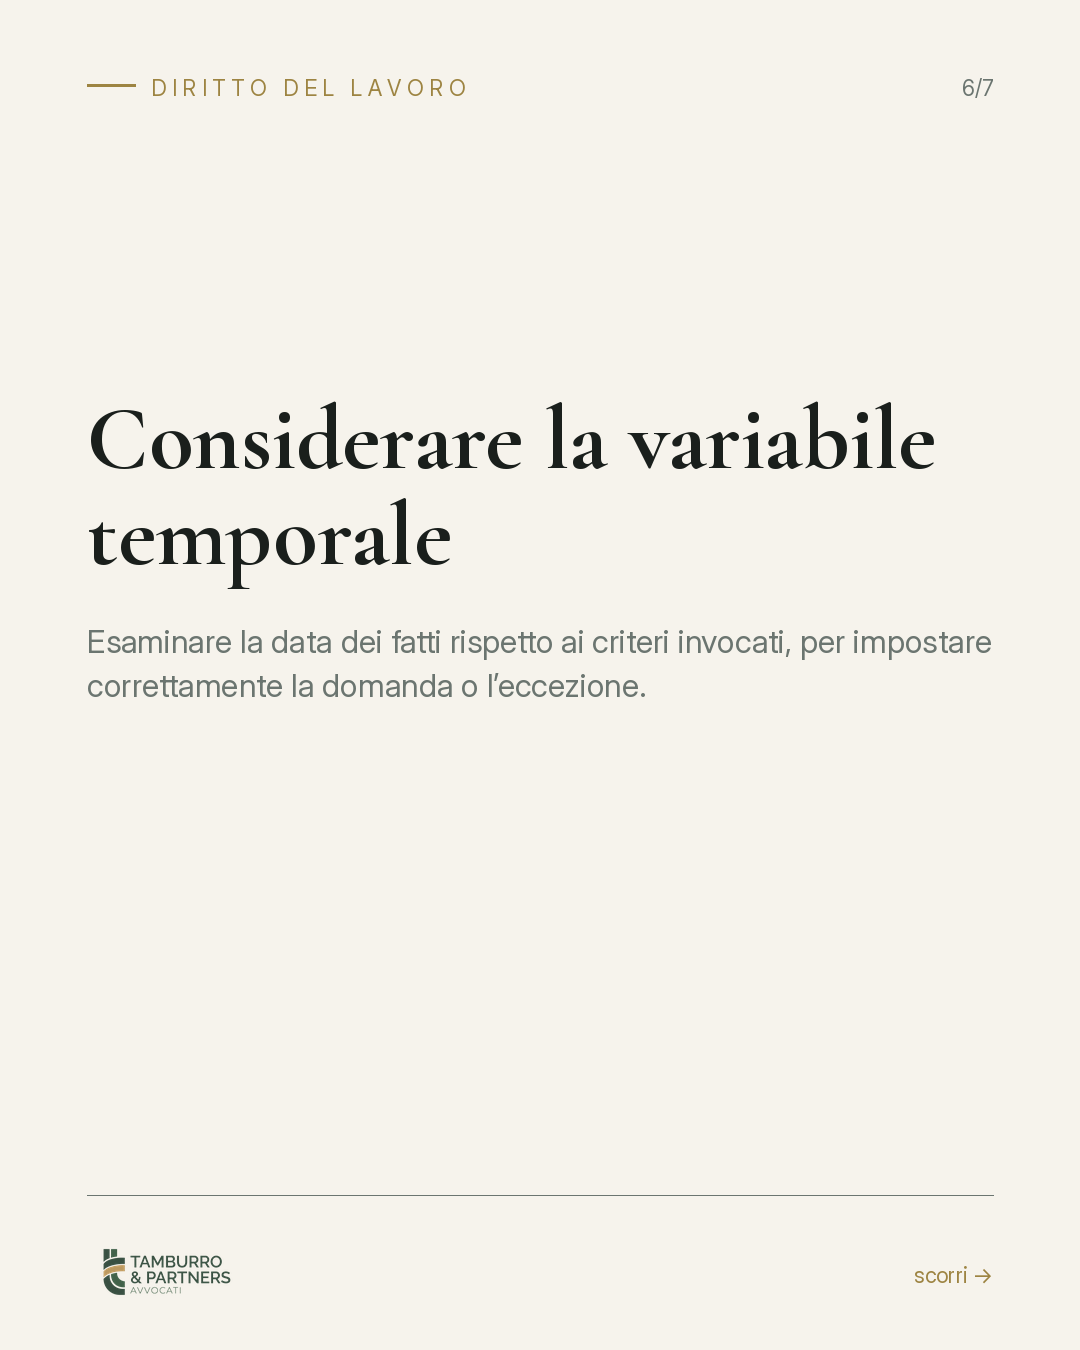 DIRITTO DEL LAVORO
6/7
Considerare la variabile
temporale
Esaminare la data dei fatti rispetto ai criteri invocati, per impostare
correttamente la domanda o l’eccezione.
TAMBURRO
& PARTNERS
AVVOCATI
scorri →